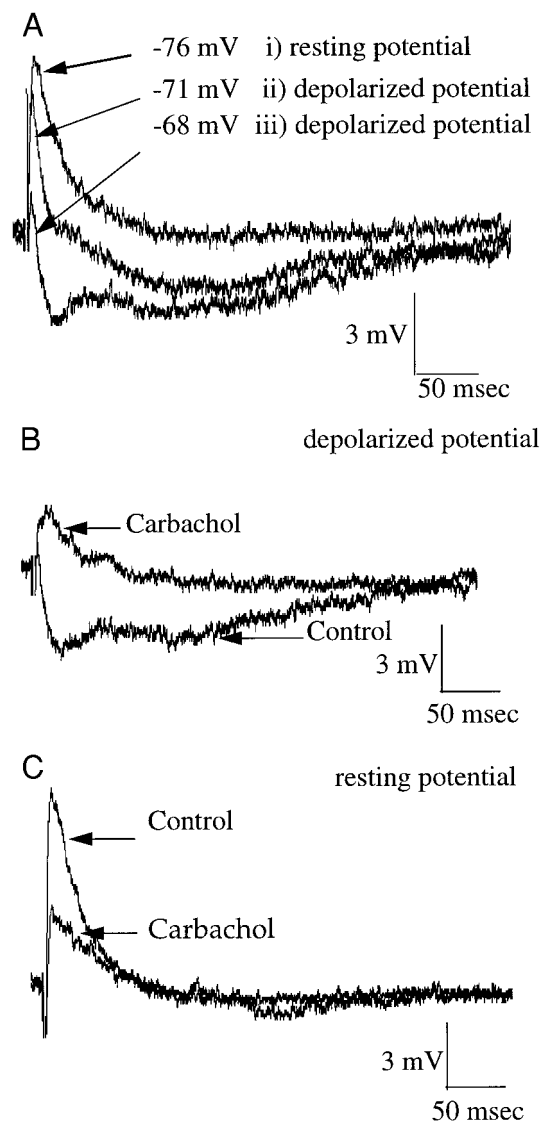 A
-76 mV i) resting potential
-71 mV ii) depolarized potential
-68 mV iii) depolarized potential
3 mV
50 msec
B
depolarized potential
Carbachol
Control
3 mV
50 msec
C
resting potential
Control
Carbachol
3 mV
50 msec